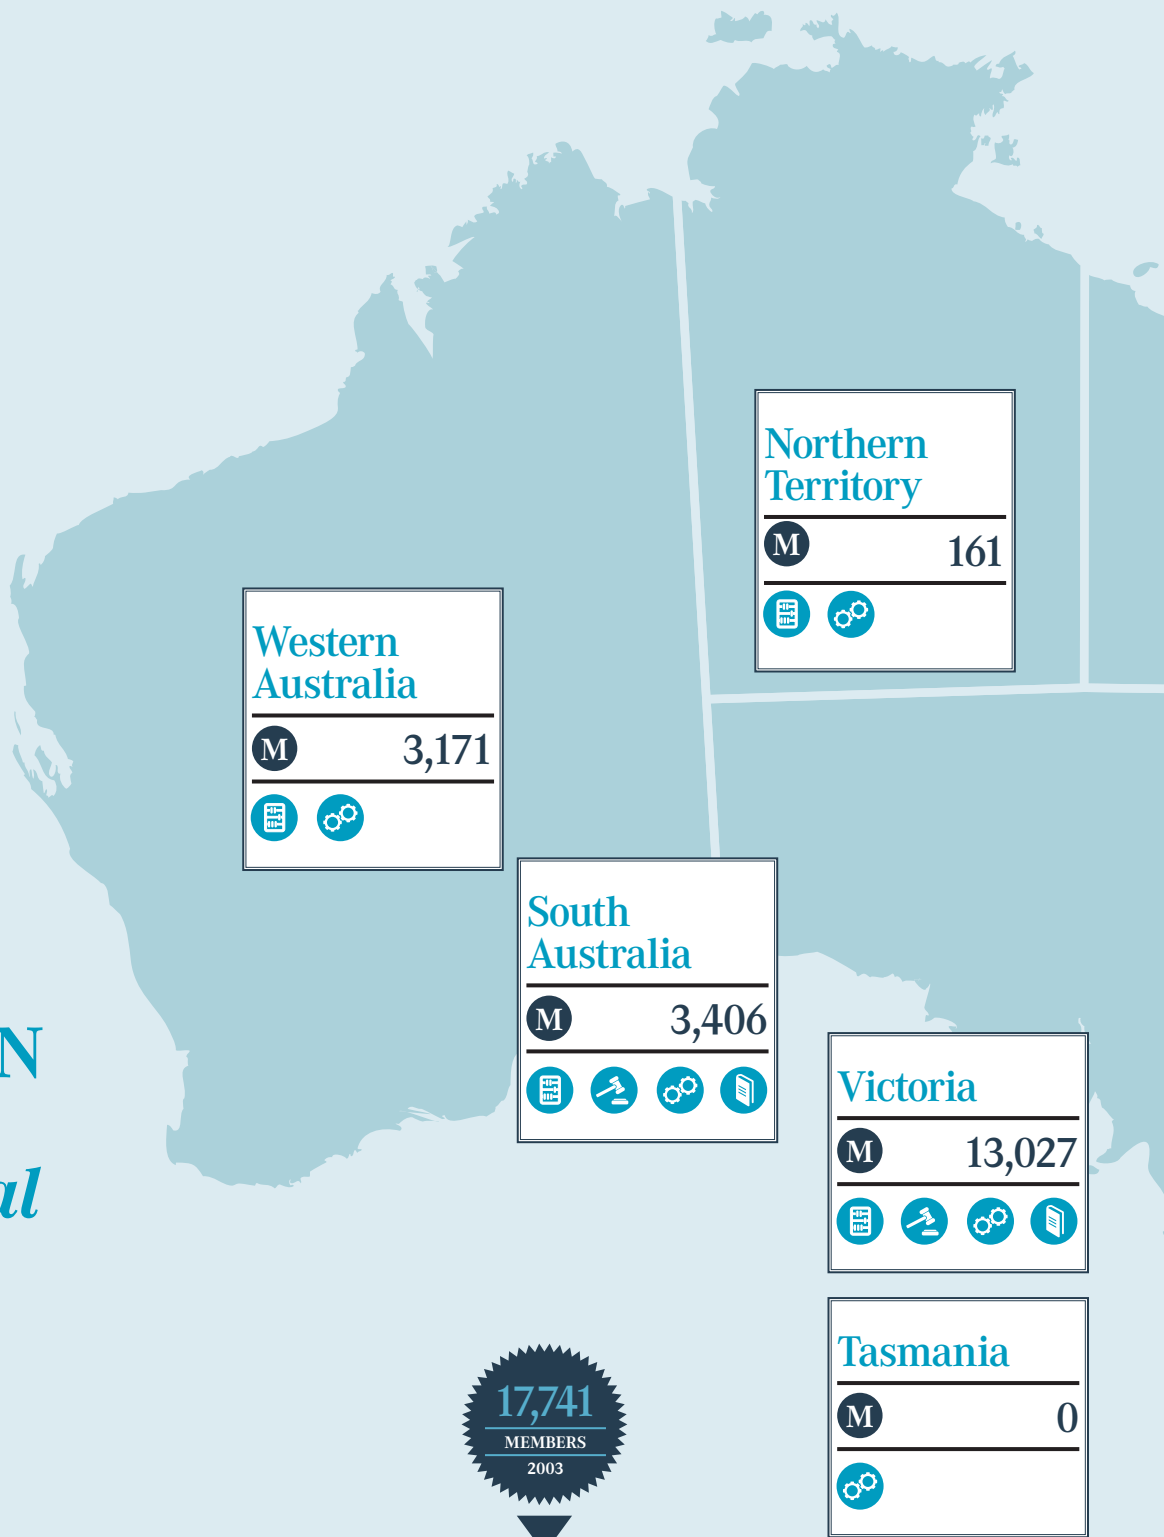 Northern
Territory
M 161
Western
Australia
M 3,171
South
Australia
M 3,406
N
al
Victoria
M 13,027
Tasmania
M 0
17,741
MEMBERS
2003